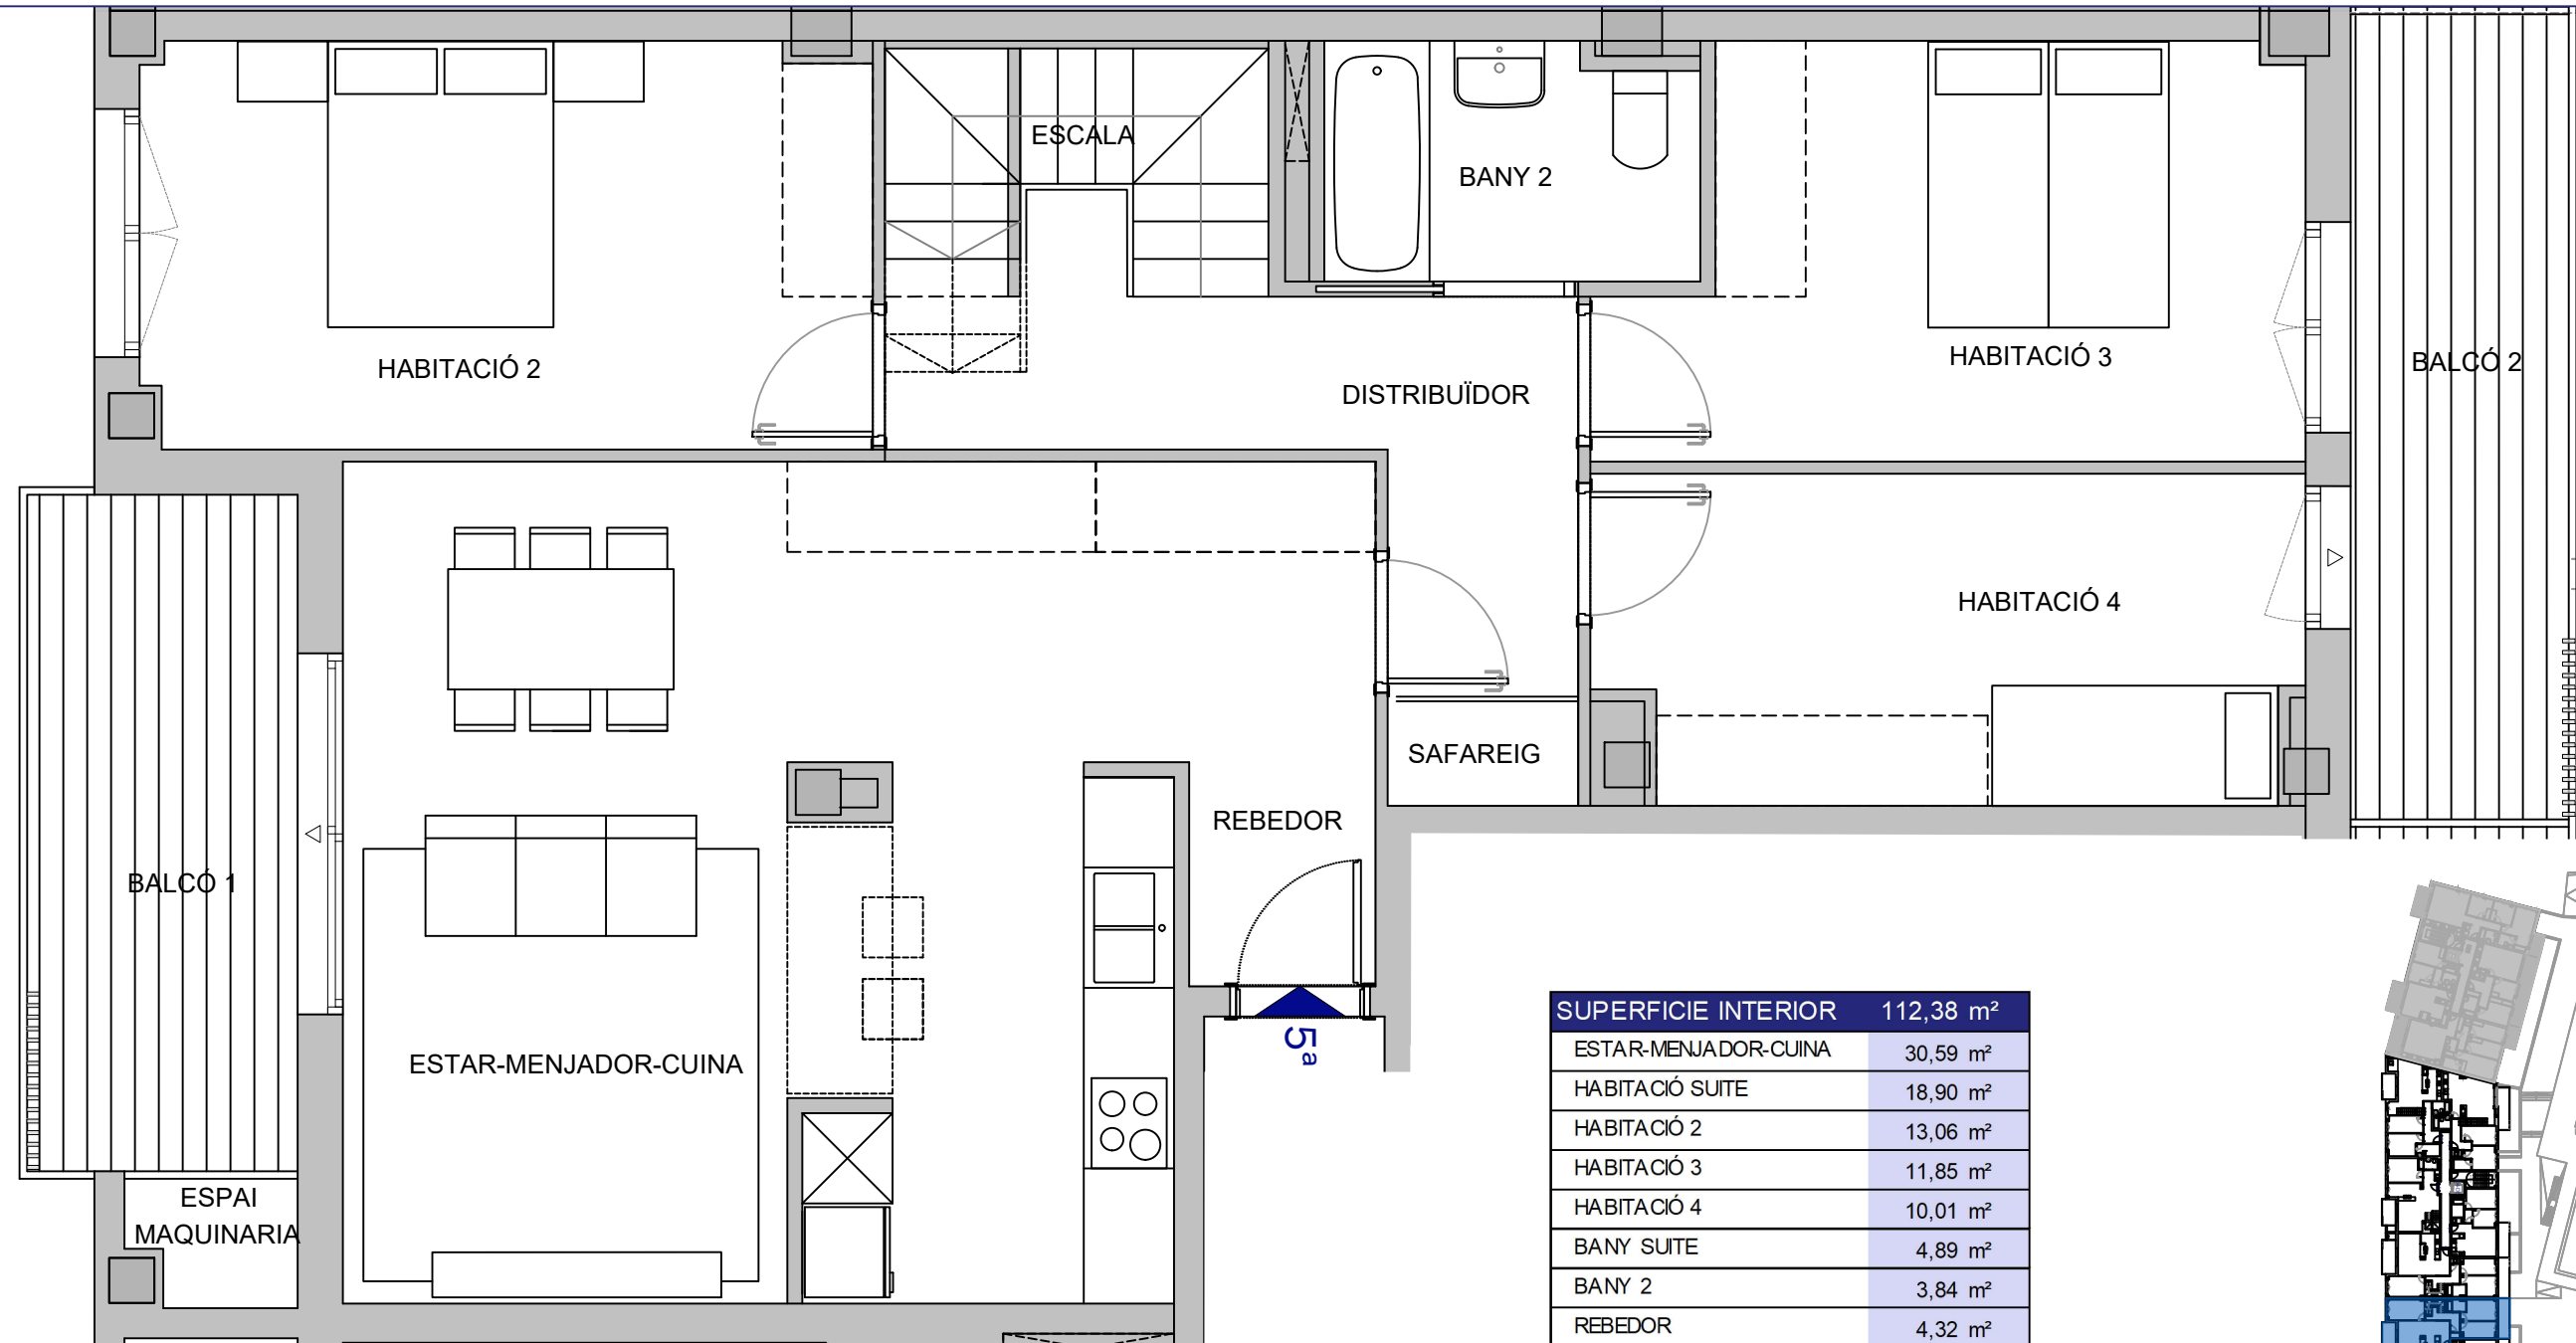 ESCALA
BANY 2
HABITACIÓ 2
HABITACIÓ 3
BALCÓ 2
DISTRIBUÏDOR
HABITACIÓ 4
SAFAREIG
REBEDOR
BALCÓ 1
ESTAR-MENJADOR-CUINA
5ª
ESPAI
MAQUINARIA
SUPERFICIE INTERIOR 112,38 m²
ESTAR-MENJADOR-CUINA 30,59 m²
HABITACIÓ SUITE 18,90 m²
HABITACIÓ 2 13,06 m²
HABITACIÓ 3 11,85 m²
HABITACIÓ 4 10,01 m²
BANY SUITE 4,89 m²
BANY 2 3,84 m²
REBEDOR 4,32 m²